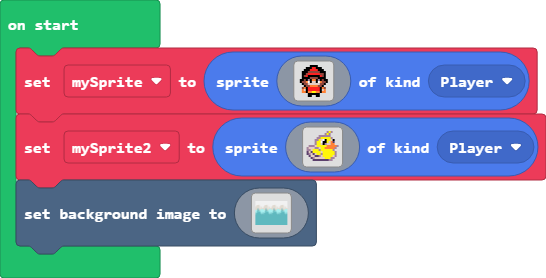 on start
set mySprite to sprite of kind Player
set mySprite2 to sprite of kind Player
set background image to